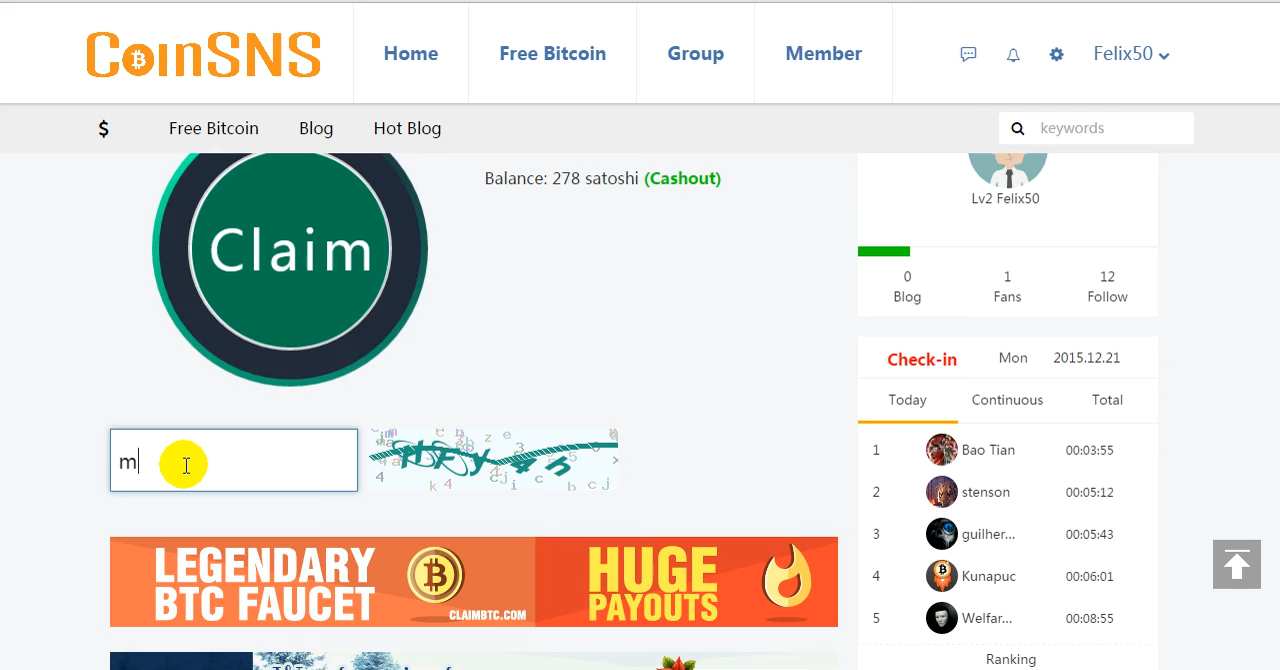 CoinSNS
Home
Free Bitcoin
Group
Member
Felix50
$
Free Bitcoin
Blog
Hot Blog
keywords
Claim
Balance: 278 satoshi (Cashout)
Lv2 Felix50
0
Blog
1
Fans
12
Follow
Check-in
Mon
2015.12.21
Today
Continuous
Total
1
Bao Tian
00:03:55
2
stenson
00:05:12
3
guilher...
00:05:43
4
Kunapuc
00:06:01
5
Welfar...
00:08:55
Ranking
m
LEGENDARY
BTC FAUCET
CLAIMBTC.COM
HUGE
PAYOUTS